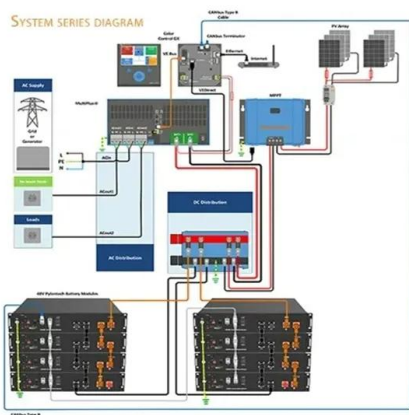 SYSTEM SERIES DIAGRAM
CANbus Type B
Cable
Color
Control GX
CANbus Terminator
VE.Bus
Ethernet
Internet
VE.Direct
PV Array
AC Supply
Grid
or
Generator
MultiPlus-II
MPPT
L
PE
N
ACin
ACout1
Loads
ACout2
AC Distribution
DC Distribution
48V Pylontech Battery Modules
CANbus Type B